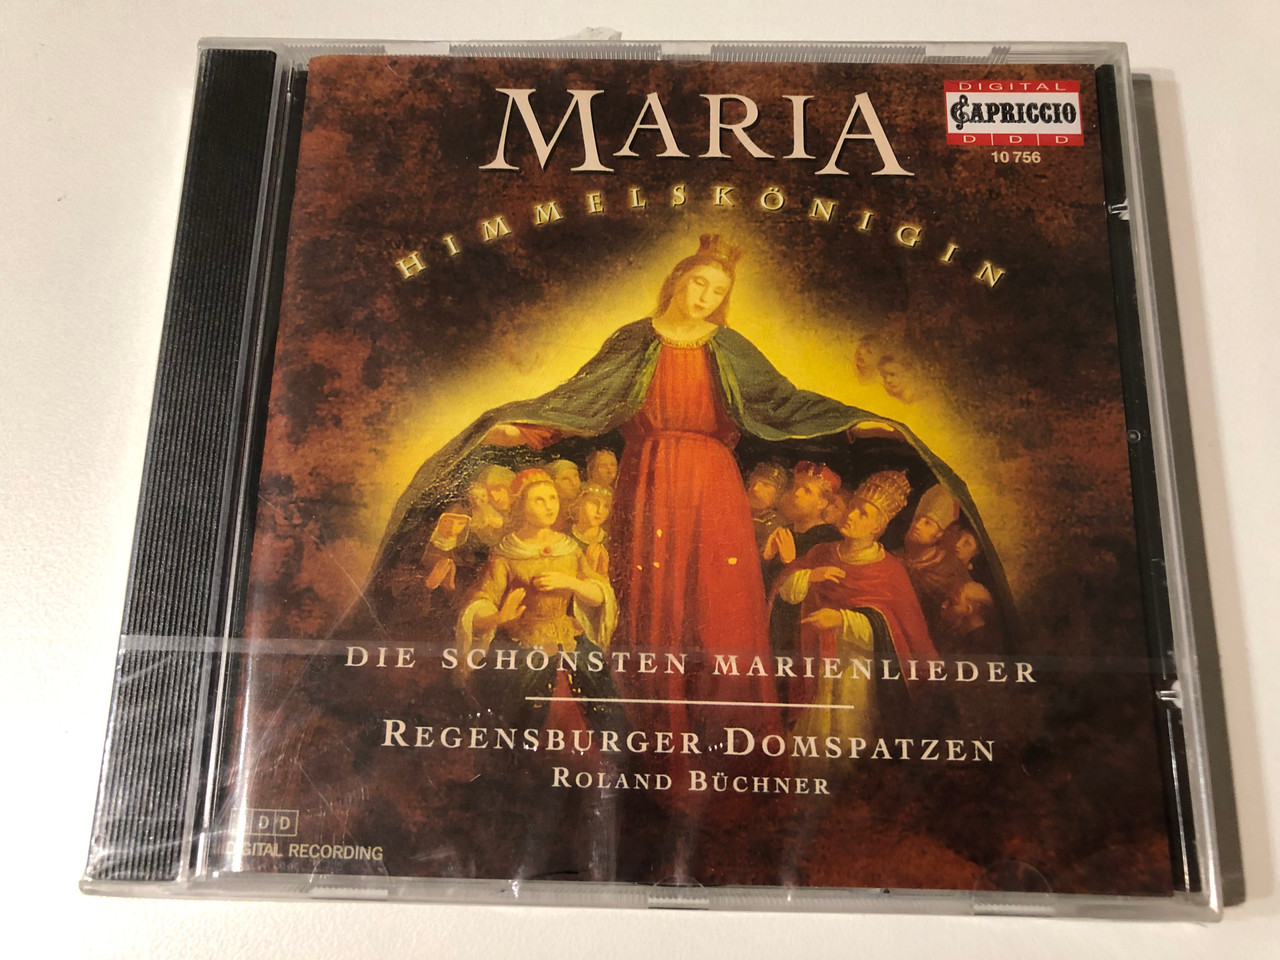 MARIA
HIMMELSKÖNIGIN
DIGITAL
CAPRICCIO
D|D|D
10 756
DIE SCHÖNSTEN MARIENLIEDER
REGENSBURGER DOMSPATZEN
ROLAND BÜCHNER
D D
DIGITAL RECORDING